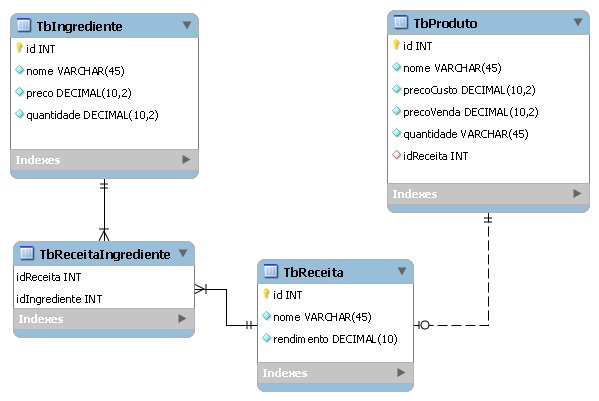 TbIngrediente
id INT
nome VARCHAR(45)
preco DECIMAL(10,2)
quantidade DECIMAL(10,2)
Indexes
TbProduto
id INT
nome VARCHAR(45)
precoCusto DECIMAL(10,2)
precoVenda DECIMAL(10,2)
quantidade VARCHAR(45)
idReceita INT
Indexes
TbReceitaIngrediente
idReceita INT
idIngrediente INT
Indexes
TbReceita
id INT
nome VARCHAR(45)
rendimento DECIMAL(10)
Indexes